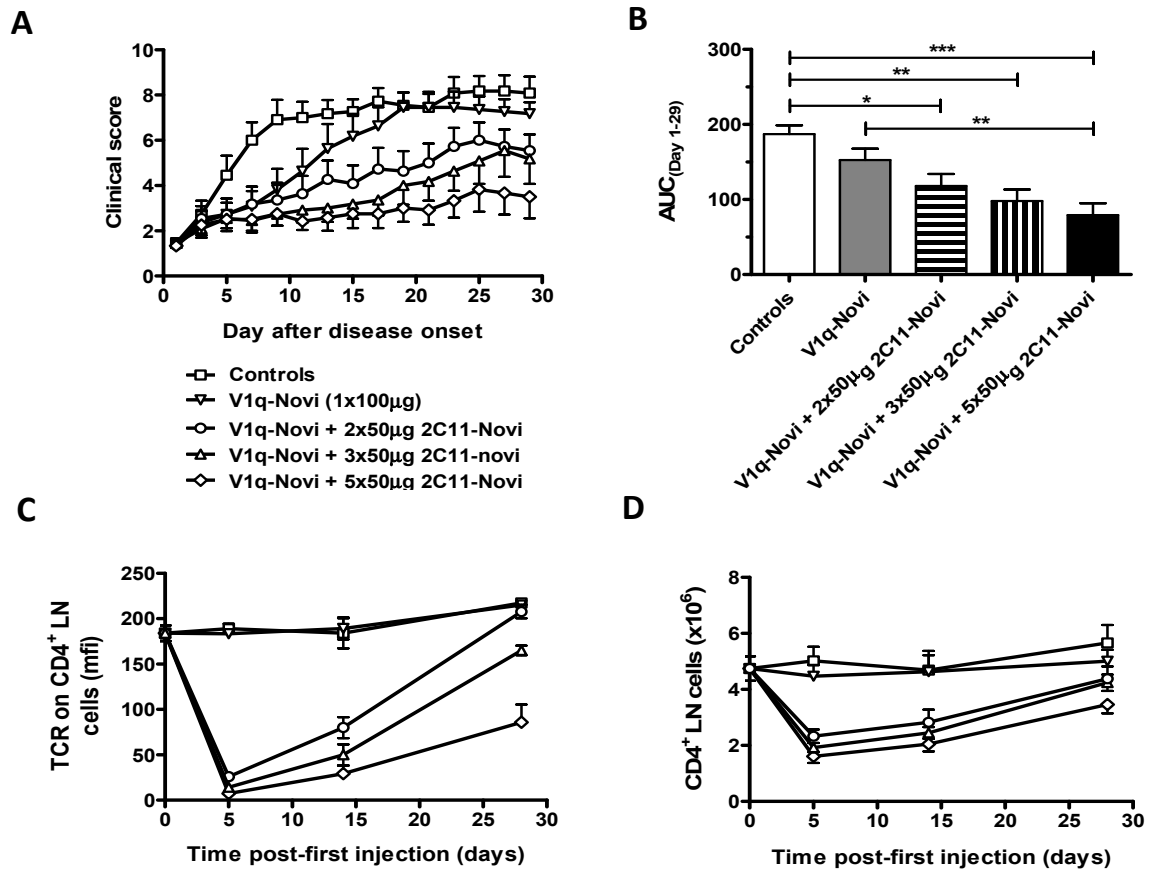 A
10
8
6
4
2
0
Clinical score
0
5
10
15
20
25
30
Day after disease onset
Controls
V1q-Novi (1x100µg)
V1q-Novi + 2x50µg 2C11-Novi
V1q-Novi + 3x50µg 2C11-novi
V1q-Novi + 5x50µg 2C11-Novi
B
300
200
100
0
AUC(Day 1-29)
***
**
*
**
Controls
V1q-Novi
V1q-Novi + 2x50µg 2C11-Novi
V1q-Novi + 3x50µg 2C11-Novi
V1q-Novi + 5x50µg 2C11-Novi
C
250
200
150
100
50
0
TCR on CD4+ LN
cells (mfi)
0
5
10
15
20
25
30
Time post-first injection (days)
D
8
6
4
2
0
CD4+ LN cells (x10^6)
0
5
10
15
20
25
30
Time post-first injection (days)